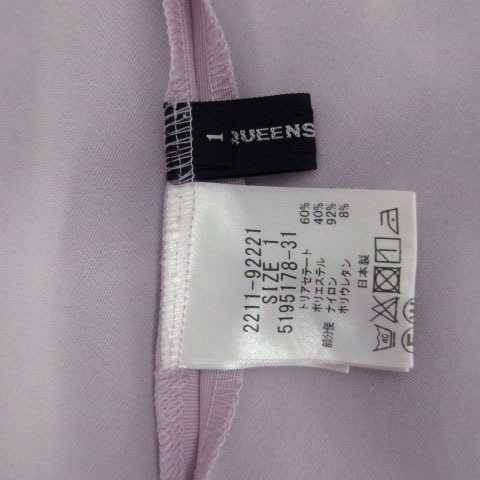 1
QUEENS
2211-92221
SIZE 1
5195178-31
トリアセテート 60%
ポリエステル 40%
部分使 ナイロン 92%
ポリウレタン 8%
日本製
40